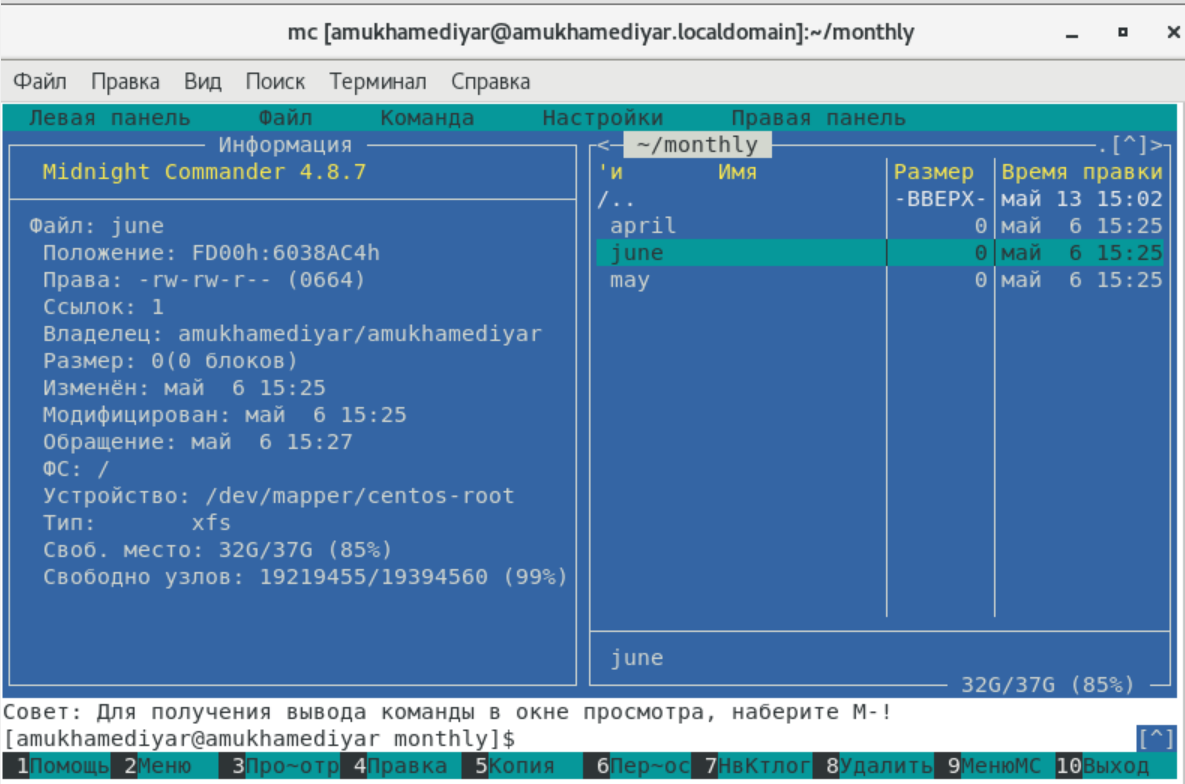 mc [amukhamediyar@amukhamediyar.localdomain]:~/monthly
Файл Правка Вид Поиск Терминал Справка
Левая панель Файл Команда Настройки Правая панель
Информация
Midnight Commander 4.8.7
Файл: june
Положение: FD00h:6038AC4h
Права: -rw-rw-r-- (0664)
Ссылок: 1
Владелец: amukhamediyar/amukhamediyar
Размер: 0(0 блоков)
Изменён: май 6 15:25
Модифицирован: май 6 15:25
Обращение: май 6 15:27
ФС: /
Устройство: /dev/mapper/centos-root
Тип: xfs
Своб. место: 32G/37G (85%)
Свободно узлов: 19219455/19394560 (99%)
<─ ~/monthly .[^]>
'и Имя Размер Время правки
/.. -ВВЕРХ- май 13 15:02
april 0 май 6 15:25
june 0 май 6 15:25
may 0 май 6 15:25
june
32G/37G (85%)
Совет: Для получения вывода команды в окне просмотра, наберите M-!
[amukhamediyar@amukhamediyar monthly]$ [^]
1Помощь 2Меню 3Про~отр 4Правка 5Копия 6Пер~ос 7НвКтлог 8Удалить 9МенюМС 10Выход